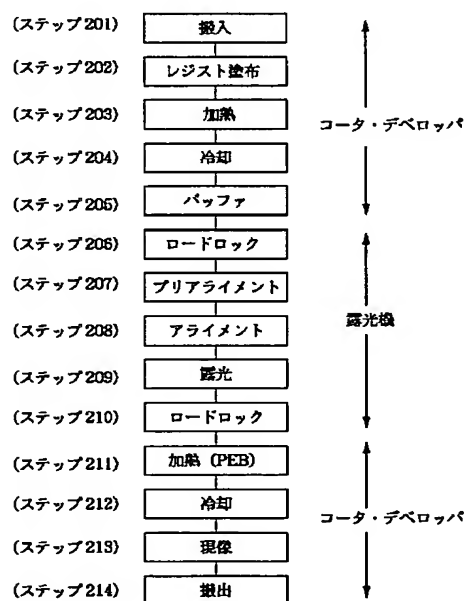 (ステップ201) 搬入
(ステップ202) レジスト塗布
(ステップ203) 加熱
コータ・デベロッパ
(ステップ204) 冷却
(ステップ205) バッファ
(ステップ206) ロードロック
(ステップ207) プリアライメント
(ステップ208) アライメント
露光機
(ステップ209) 露光
(ステップ210) ロードロック
(ステップ211) 加熱 (PEB)
(ステップ212) 冷却
コータ・デベロッパ
(ステップ213) 現像
(ステップ214) 搬出